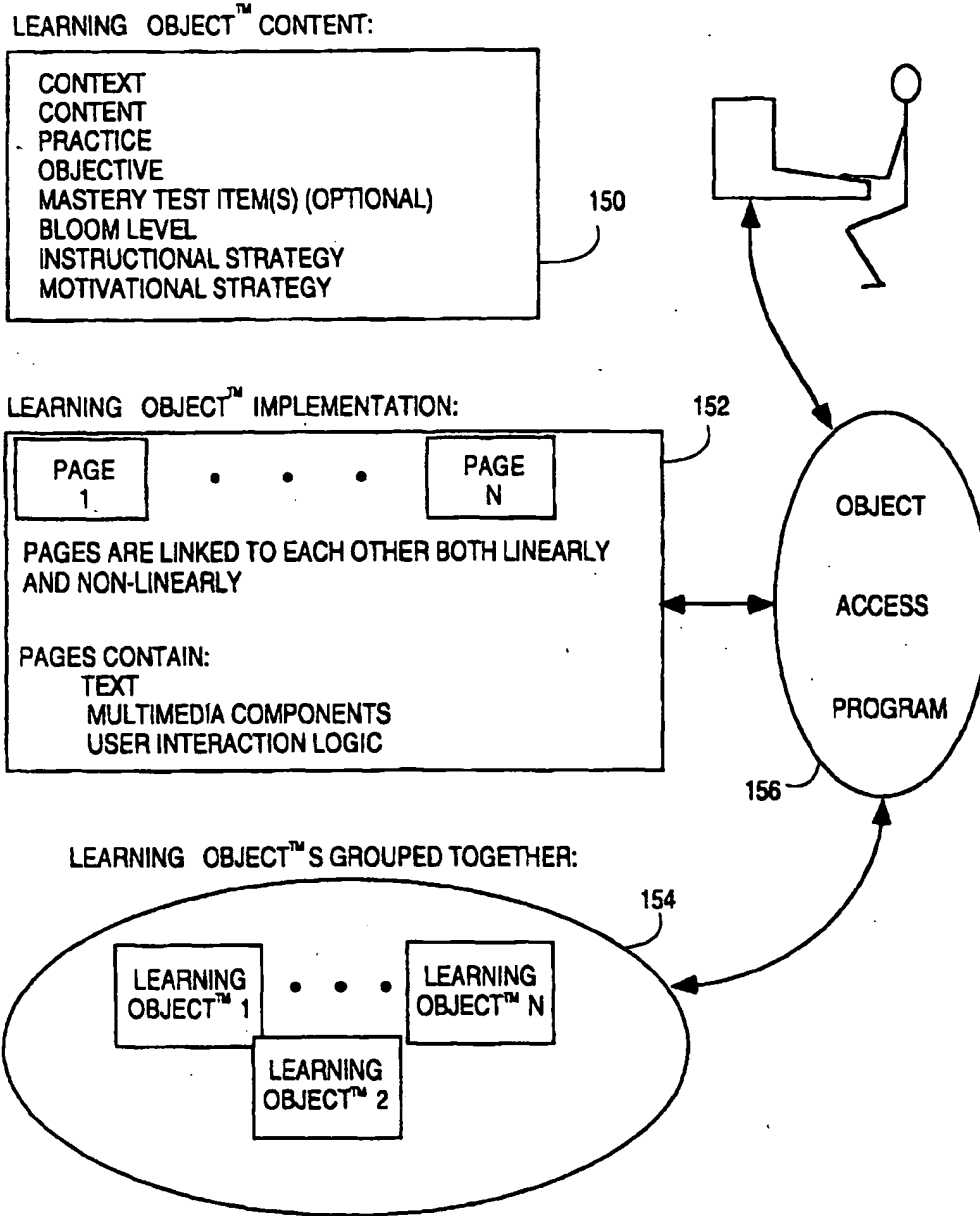 LEARNING OBJECT™ CONTENT:
CONTEXT
CONTENT
PRACTICE
OBJECTIVE
MASTERY TEST ITEM(S) (OPTIONAL)
BLOOM LEVEL
INSTRUCTIONAL STRATEGY
MOTIVATIONAL STRATEGY
150
LEARNING OBJECT™ IMPLEMENTATION:
152
PAGE
1
• • •
PAGE
N
PAGES ARE LINKED TO EACH OTHER BOTH LINEARLY
AND NON-LINEARLY
PAGES CONTAIN:
TEXT
MULTIMEDIA COMPONENTS
USER INTERACTION LOGIC
OBJECT
ACCESS
PROGRAM
156
LEARNING OBJECT™S GROUPED TOGETHER:
154
LEARNING
OBJECT™ 1
• • •
LEARNING
OBJECT™ N
LEARNING
OBJECT™ 2